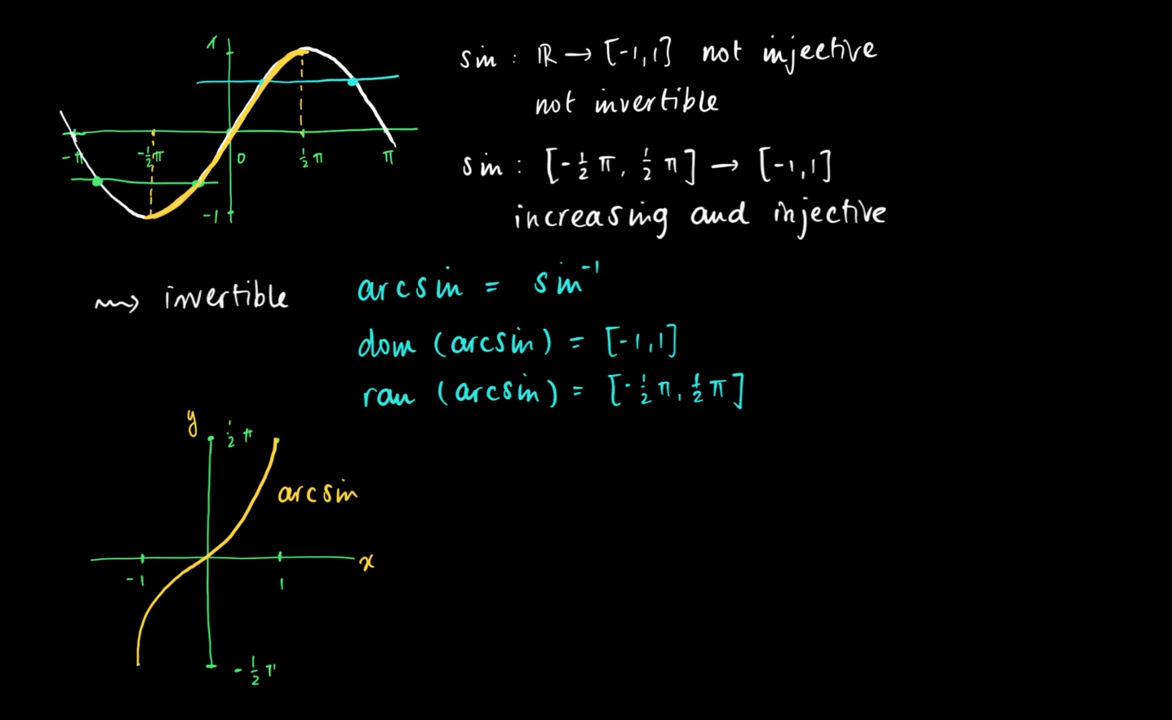 1
sin : ℝ → [-1,1] not injective
not invertible
-π -½π 0 ½π π
sin : [-½π, ½π] → [-1,1]
-1
increasing and injective
⇝ invertible
arcsin = sin⁻¹
dom (arcsin) = [-1,1]
ran (arcsin) = [-½π, ½π]
y
½π
arcsin
x
-1 1
-½π